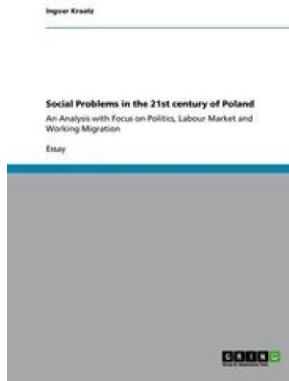 Ingvar Kraatz
Social Problems in the 21st century of Poland
An Analysis with Focus on Politics, Labour Market and
Working Migration
Essay
GRIN